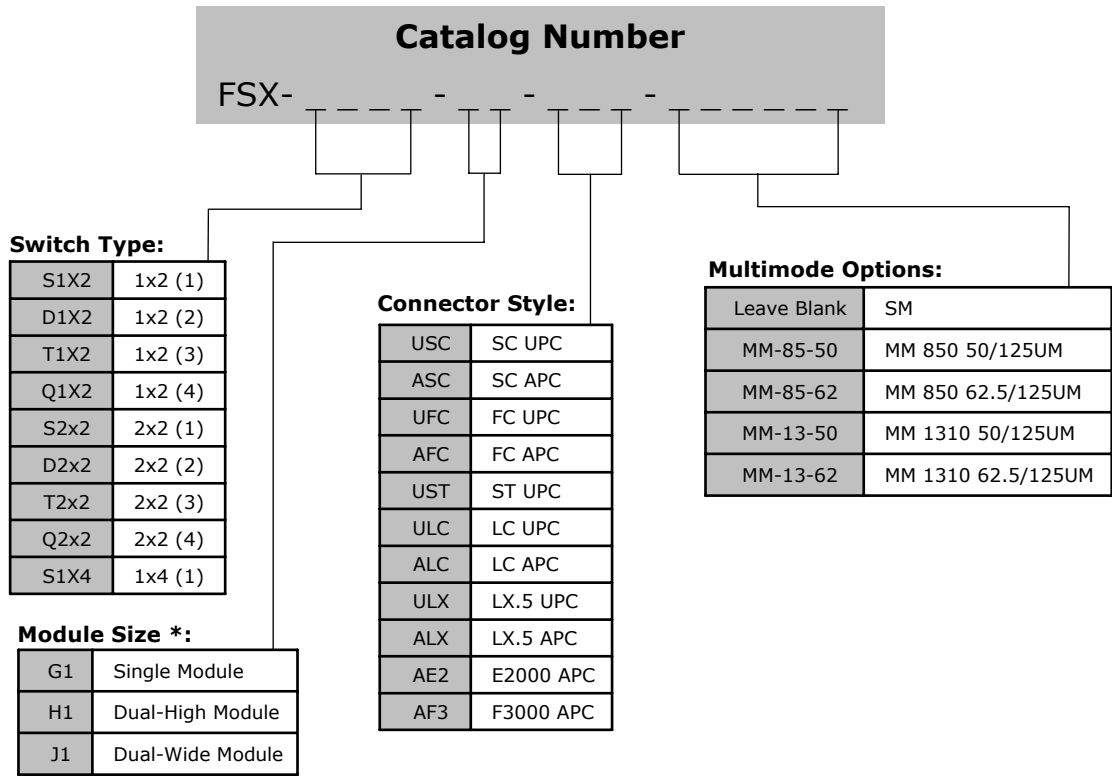 Catalog Number
FSX- _ _ _ _ - _ _ - _ _ _ - _ _ _ _ _ _ _
Switch Type:
S1X2 1x2 (1)
D1X2 1x2 (2)
T1X2 1x2 (3)
Q1X2 1x2 (4)
S2x2 2x2 (1)
D2x2 2x2 (2)
T2x2 2x2 (3)
Q2x2 2x2 (4)
S1X4 1x4 (1)
Module Size *:
G1 Single Module
H1 Dual-High Module
J1 Dual-Wide Module
Connector Style:
USC SC UPC
ASC SC APC
UFC FC UPC
AFC FC APC
UST ST UPC
ULC LC UPC
ALC LC APC
ULX LX.5 UPC
ALX LX.5 APC
AE2 E2000 APC
AF3 F3000 APC
Multimode Options:
Leave Blank SM
MM-85-50 MM 850 50/125UM
MM-85-62 MM 850 62.5/125UM
MM-13-50 MM 1310 50/125UM
MM-13-62 MM 1310 62.5/125UM